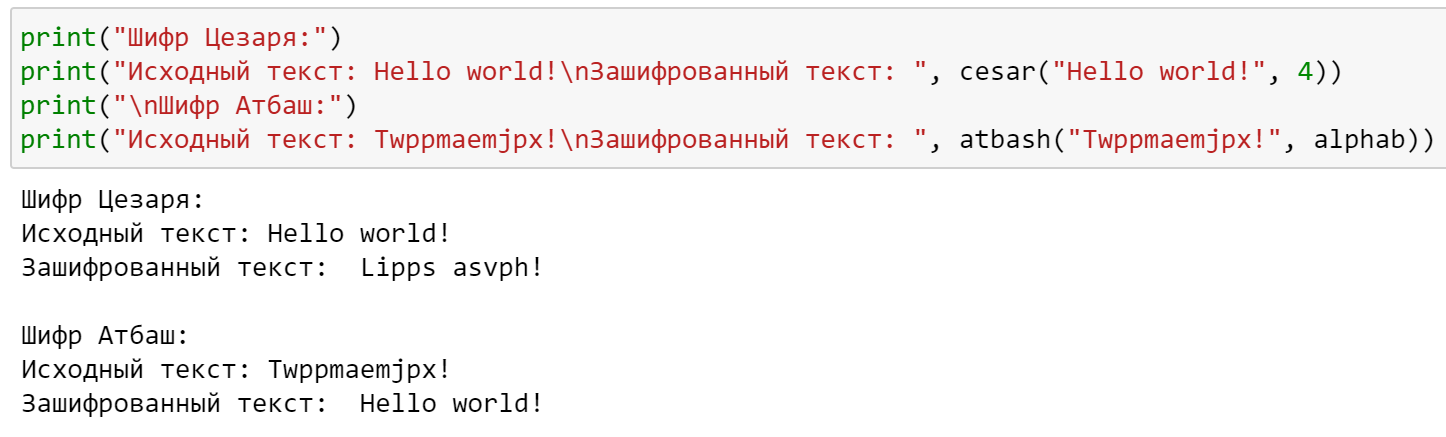 print("Шифр Цезаря:")
print("Исходный текст: Hello world!\nЗашифрованный текст: ", cesar("Hello world!", 4))
print("\nШифр Атбаш:")
print("Исходный текст: Twppmaemjpx!\nЗашифрованный текст: ", atbash("Twppmaemjpx!", alphab))
Шифр Цезаря:
Исходный текст: Hello world!
Зашифрованный текст:  Lipps asvph!
Шифр Атбаш:
Исходный текст: Twppmaemjpx!
Зашифрованный текст:  Hello world!